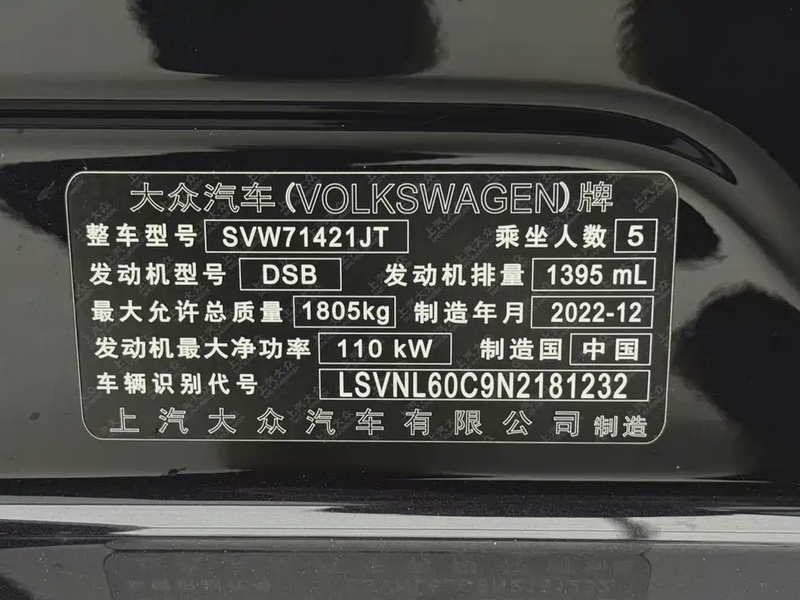 大众汽车(VOLKSWAGEN)牌
整车型号 SVW71421JT 乘坐人数 5
发动机型号 DSB 发动机排量 1395 mL
最大允许总质量 1805kg 制造年月 2022-12
发动机最大净功率 110 kW 制造国 中国
车辆识别代号 LSVNL60C9N2181232
上汽大众汽车有限公司 制造